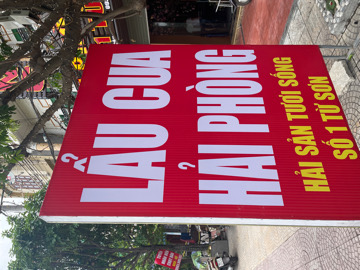 LẨU CUA
HẢI PHÒNG
HẢI SẢN TƯƠI SỐNG
SỐ 1 TỪ SƠN